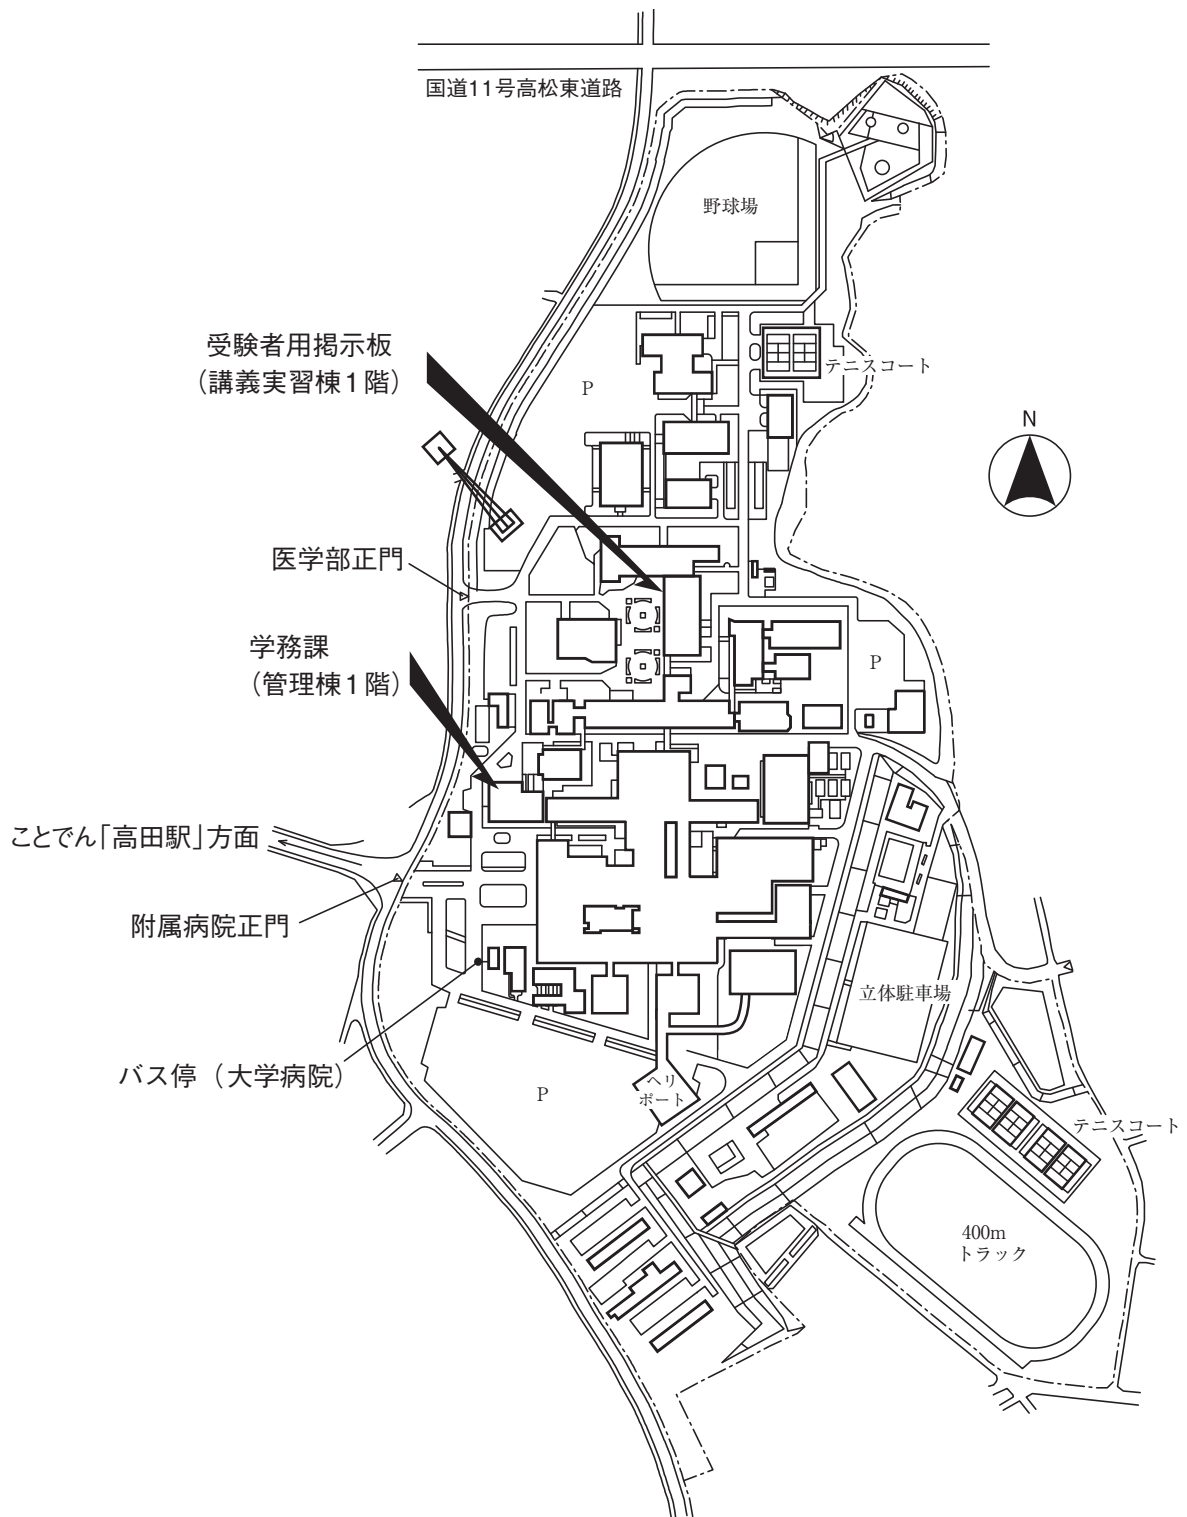 国道11号高松東道路
野球場
受験者用掲示板
（講義実習棟1階）
テニスコート
P
N
医学部正門
学務課
（管理棟1階）
P
ことでん「高田駅」方面
附属病院正門
立体駐車場
バス停（大学病院）
P
ヘリ
ポート
テニスコート
400m
トラック